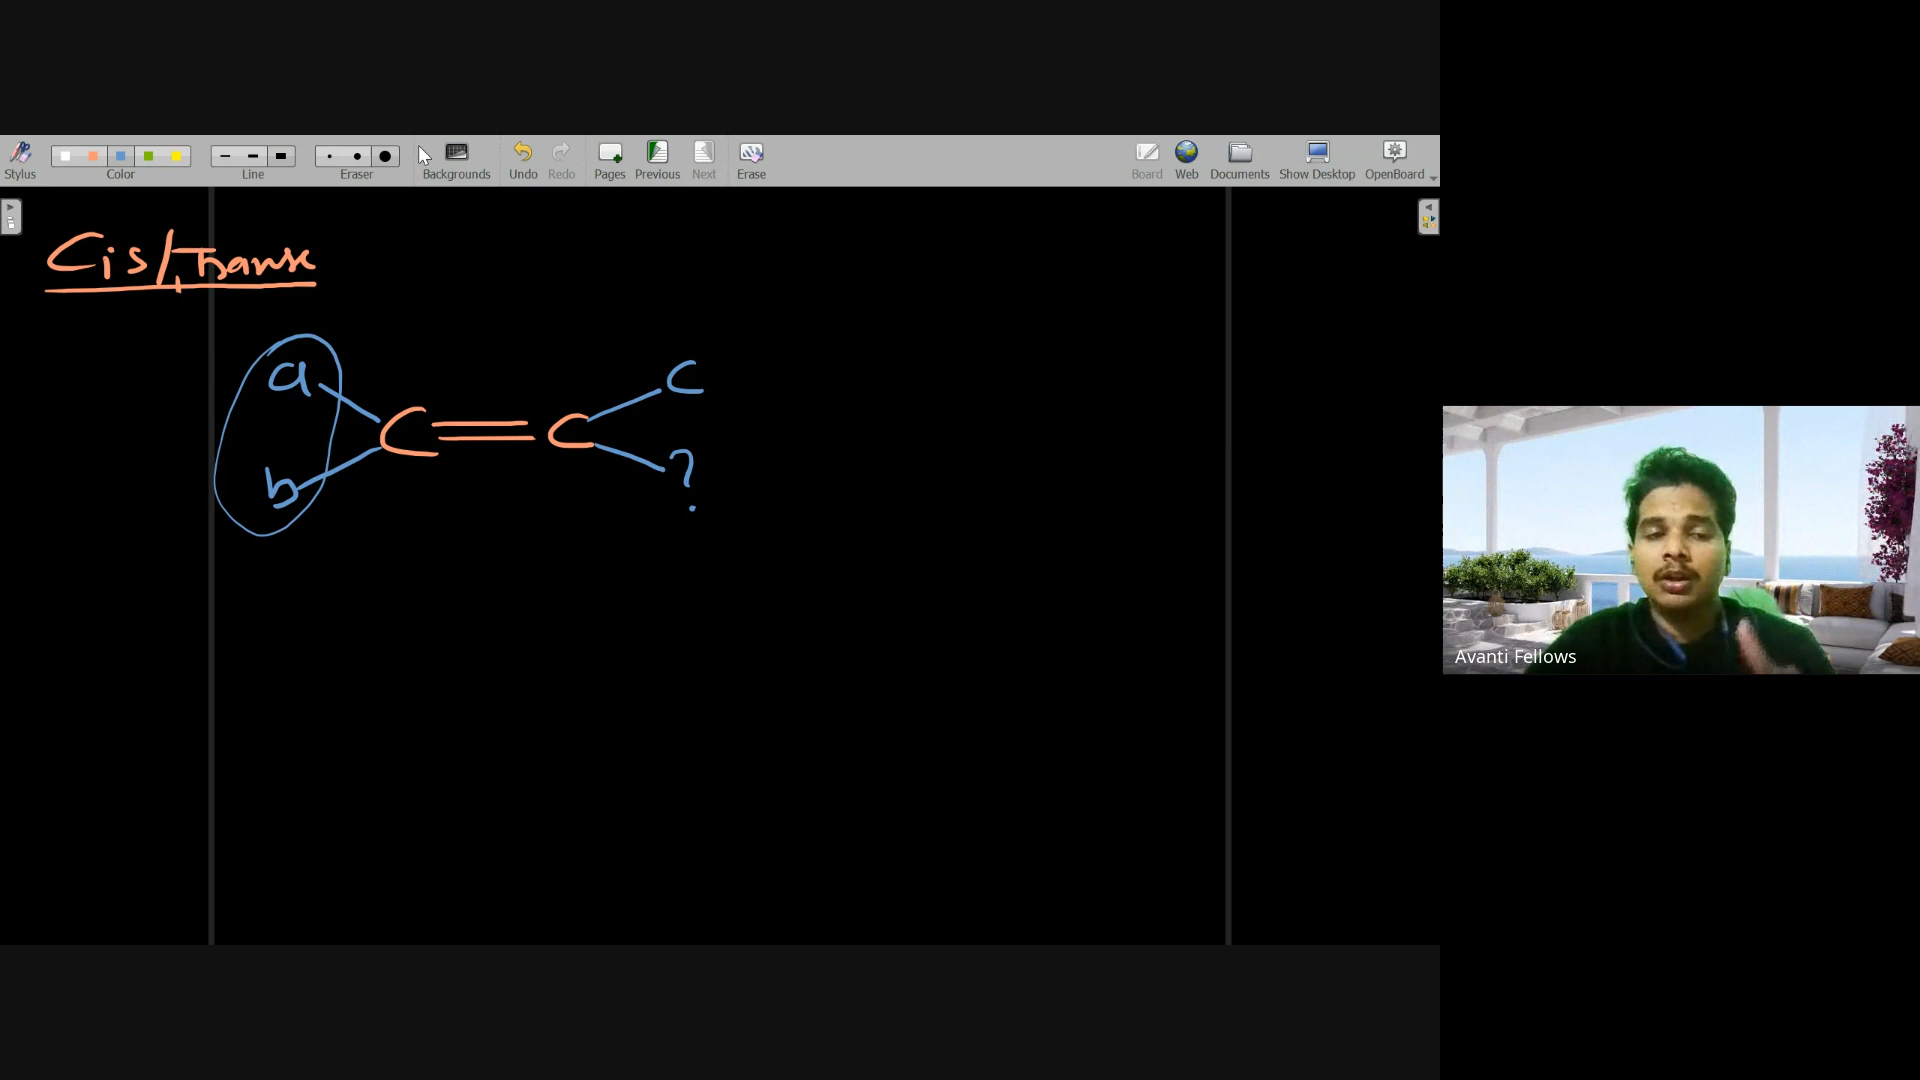 Stylus Color Line Eraser Backgrounds Undo Redo Pages Previous Next Erase Board Web Documents Show Desktop OpenBoard
Cis/Trans
a C
C = C
b ?
Avanti Fellows